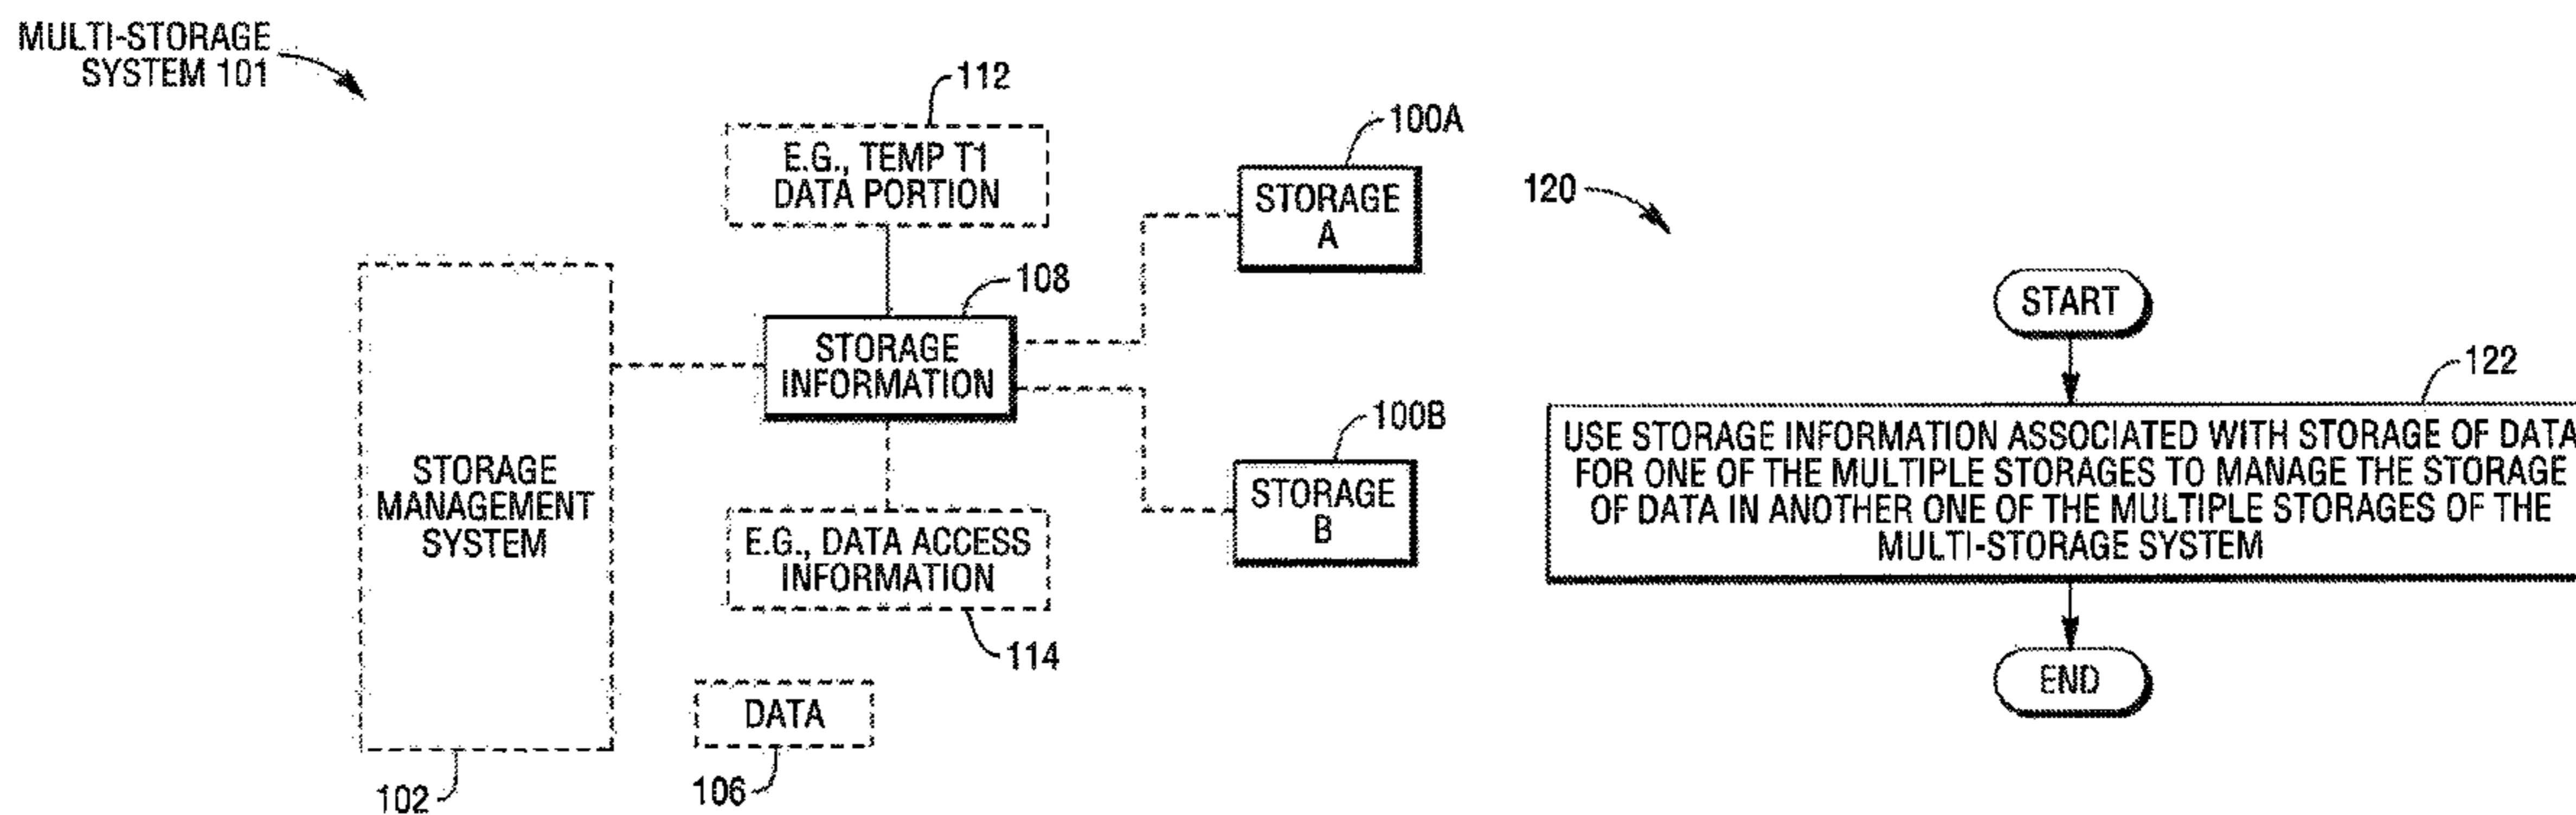 MULTI-STORAGE
SYSTEM 101
112
E.G., TEMP T1
DATA PORTION
108
STORAGE
INFORMATION
100A
STORAGE
A
100B
STORAGE
B
STORAGE
MANAGEMENT
SYSTEM
102
E.G., DATA ACCESS
INFORMATION
114
DATA
106
120
START
122
USE STORAGE INFORMATION ASSOCIATED WITH STORAGE OF DATA
FOR ONE OF THE MULTIPLE STORAGES TO MANAGE THE STORAGE
OF DATA IN ANOTHER ONE OF THE MULTIPLE STORAGES OF THE
MULTI-STORAGE SYSTEM
END